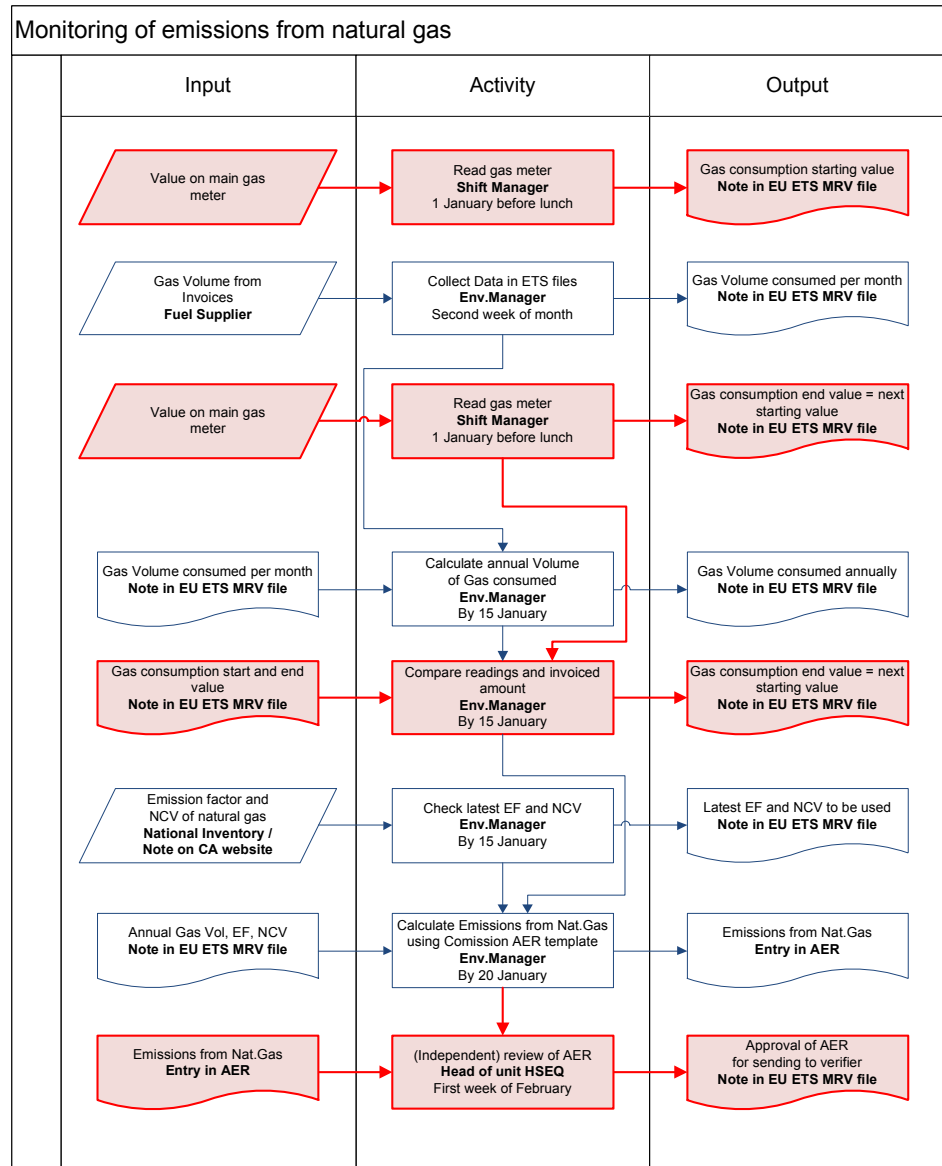 Monitoring of emissions from natural gas
Input
Activity
Output
Value on main gas
meter
Read gas meter
Shift Manager
1 January before lunch
Gas consumption starting value
Note in EU ETS MRV file
Gas Volume from
Invoices
Fuel Supplier
Collect Data in ETS files
Env.Manager
Second week of month
Gas Volume consumed per month
Note in EU ETS MRV file
Value on main gas
meter
Read gas meter
Shift Manager
1 January before lunch
Gas consumption end value = next
starting value
Note in EU ETS MRV file
Gas Volume consumed per month
Note in EU ETS MRV file
Calculate annual Volume
of Gas consumed
Env.Manager
By 15 January
Gas Volume consumed annually
Note in EU ETS MRV file
Gas consumption start and end
value
Note in EU ETS MRV file
Compare readings and invoiced
amount
Env.Manager
By 15 January
Gas consumption end value = next
starting value
Note in EU ETS MRV file
Emission factor and
NCV of natural gas
National Inventory /
Note on CA website
Check latest EF and NCV
Env.Manager
By 15 January
Latest EF and NCV to be used
Note in EU ETS MRV file
Annual Gas Vol, EF, NCV
Note in EU ETS MRV file
Calculate Emissions from Nat.Gas
using Comission AER template
Env.Manager
By 20 January
Emissions from Nat.Gas
Entry in AER
Emissions from Nat.Gas
Entry in AER
(Independent) review of AER
Head of unit HSEQ
First week of February
Approval of AER
for sending to verifier
Note in EU ETS MRV file